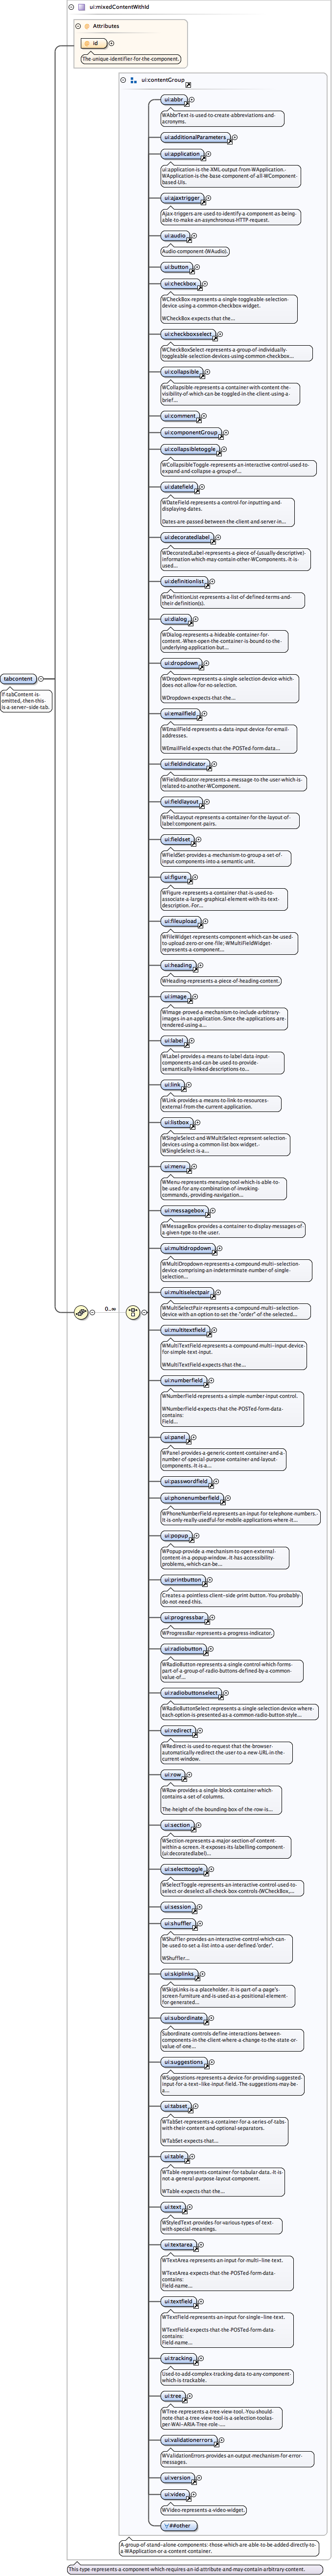 ui:mixedContentWithId
Attributes
id
The unique identifier for the component.
ui:contentGroup
ui:abbr
WAbbrText is used to create abbreviations and
acronyms.
ui:additionalParameters
ui:application
ui:application is the XML output from WApplication.
WApplication is the base component of all WComponent
based UIs.
ui:ajaxtrigger
Ajax triggers are used to identify a component as being
able to make an asynchronous HTTP request.
ui:audio
Audio component (WAudio).
ui:button
ui:checkbox
WCheckBox represents a single toggleable selection
device using a common checkbox widget.
WCheckBox expects that the...
ui:checkboxselect
WCheckBoxSelect represents a group of individually
toggleable selection devices using common checkbox...
ui:collapsible
WCollapsible represents a container with content the
visibility of which can be toggled in the client using a
brief...
ui:comment
ui:componentGroup
ui:collapsibletoggle
WCollapsibleToggle represents an interactive control used to
expand and collapse a group of...
ui:datefield
WDateField represents a control for inputting and
displaying dates.
Dates are passed between the client and server in...
ui:decoratedlabel
WDecoratedLabel represents a piece of (usually descriptive)
information which may contain other WComponents. It is
used...
ui:definitionlist
WDefinitionList represents a list of defined terms and
their definition(s).
ui:dialog
WDialog represents a hideable container for
content. When open the container is bound to the
underlying application but...
tabcontent
If tabContent is
omitted, then this
is a server-side tab.
ui:dropdown
WDropdown represents a single selection device which
does not allow for no selection.
WDropdown expects that the...
ui:emailfield
WEmailField represents a data input device for email
addresses.
WEmailField expects that the POSTed form data...
ui:fieldindicator
WFieldIndicator represents a message to the user which is
related to another WComponent.
ui:fieldlayout
WFieldLayout represents a container for the layout of
label:component pairs.
ui:fieldset
WFieldSet provides a mechanism to group a set of
input components into a semantic unit.
ui:figure
WFigure represents a container that is used to
associate a large graphical element with its text
description. For...
ui:fileupload
WFileWidget represents component which can be used
to upload zero or one file; WMultiFileWidget
represents a component...
ui:heading
WHeading represents a piece of heading content.
ui:image
WImage proved a mechanism to include arbitrary
images in an application. Since the applications are
rendered using a...
ui:label
WLabel provides a means to label data input
components and can be used to provide
semantically linked descriptions to...
ui:link
WLink provides a means to link to resources
external from the current application.
ui:listbox
WSingleSelect and WMultiSelect represent selection
devices using a common list box widget.
WSingleSelect is a...
ui:menu
WMenu represents menuing tool which is able to
be used for any combination of invoking
commands, providing navigation...
ui:messagebox
WMessageBox provides a container to display messages of
a given type to the user.
ui:multidropdown
WMultiDropdown represents a compound multi-selection
device comprising an indeterminate number of single
selection...
0..∞
ui:multiselectpair
WMultiSelectPair represents a compound multi-selection
device with an option to set the "order" of the selected...
ui:multitextfield
WMultiTextField represents a compound multi-input device
for simple text input.
WMultiTextField expects that the...
ui:numberfield
WNumberField represents a simple number input control.
WNumberField expects that the POSTed form data
contains:
Field...
ui:panel
WPanel provides a generic content container and a
number of special purpose container and layout
components. It is a...
ui:passwordfield
ui:phonenumberfield
WPhoneNumberField represents an input for telephone numbers.
It is only really useful for mobile applications where it...
ui:popup
WPopup provide a mechanism to open external
content in a popup window. It has accessibility
problems, which can be...
ui:printbutton
Creates a pointless client-side print button. You probably
do not need this.
ui:progressbar
WProgressBar represents a progress indicator.
ui:radiobutton
WRadioButton represents a single control which forms
part of a group of radio buttons defined by a common
value of...
ui:radiobuttonselect
WRadioButtonSelect represents a single selection device where
each option is presented as a common radio button style...
ui:redirect
WRedirect is used to request that the browser
automatically redirect the user to a new URL in the
current window.
ui:row
WRow provides a single block container which
contains a set of columns.
The height of the bounding box of the row is...
ui:section
WSection represents a major section of content
within a screen. It exposes its labelling component
(ui:decoratedlabel)...
ui:selecttoggle
WSelectToggle represents an interactive control used to
select or deselect all check box controls (WCheckBox,...
ui:session
ui:shuffler
WShuffler provides an interactive control which can
be used to set a list into a user defined 'order'.
WShuffler...
ui:skiplinks
WSkipLinks is a placeholder. It is part of a page's
screen furniture and is used as a positional element
for generated...
ui:subordinate
Subordinate controls define interactions between
components in the client where a change to the state or
value of one...
ui:suggestions
WSuggestions represents a device for providing suggested
input for a text-like input field. The suggestions may be
a...
ui:tabset
WTabSet represents a container for a series of tabs
with their content and optional separators.
WTabSet expects that...
ui:table
WTable represents container for tabular data. It is
not a general purpose layout component.
WTable expects that the...
ui:text
WStyledText provides for various types of text
with special meanings.
ui:textarea
WTextArea represents an input for multi-line text.
WTextArea expects that the POSTed form data
contains:
Field name...
ui:textfield
WTextField represents an input for single-line text.
WTextField expects that the POSTed form data
contains:
Field name...
ui:tracking
Used to add complex tracking data to any component
which is trackable.
ui:tree
WTree represents a tree view tool. You should
note that a tree view tool is a selection tool as
per WAI-ARIA Tree role ...
ui:validationerrors
WValidationErrors provides an output mechanism for error
messages.
ui:version
ui:video
WVideo represents a video widget.
##other
A group of stand-alone components: those which are able to be added directly to
a WApplication or a content container.
This type represents a component which requires an id attribute and may contain arbitrary content.